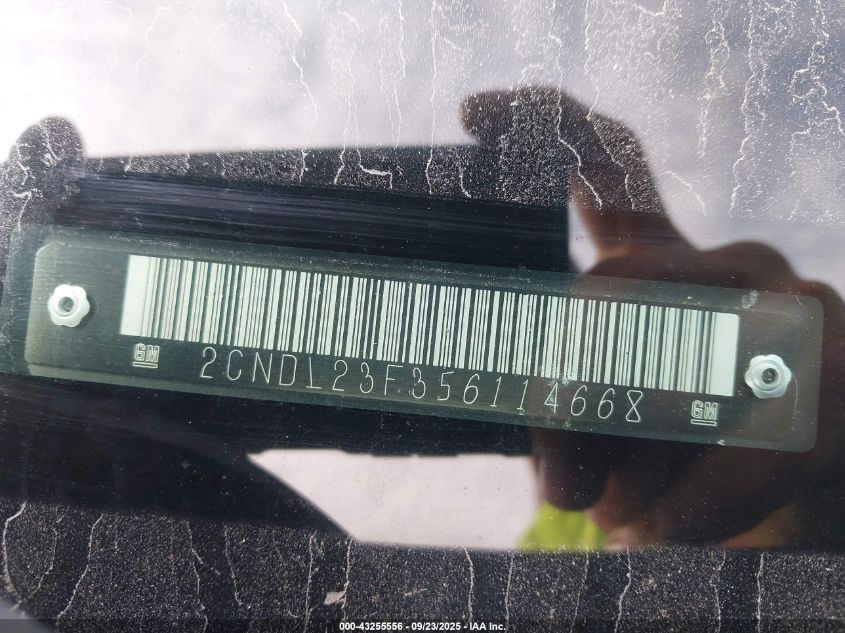 GM 2CNDL23F356114668 GM
000-43255556 - 09/23/2025 - IAA Inc.